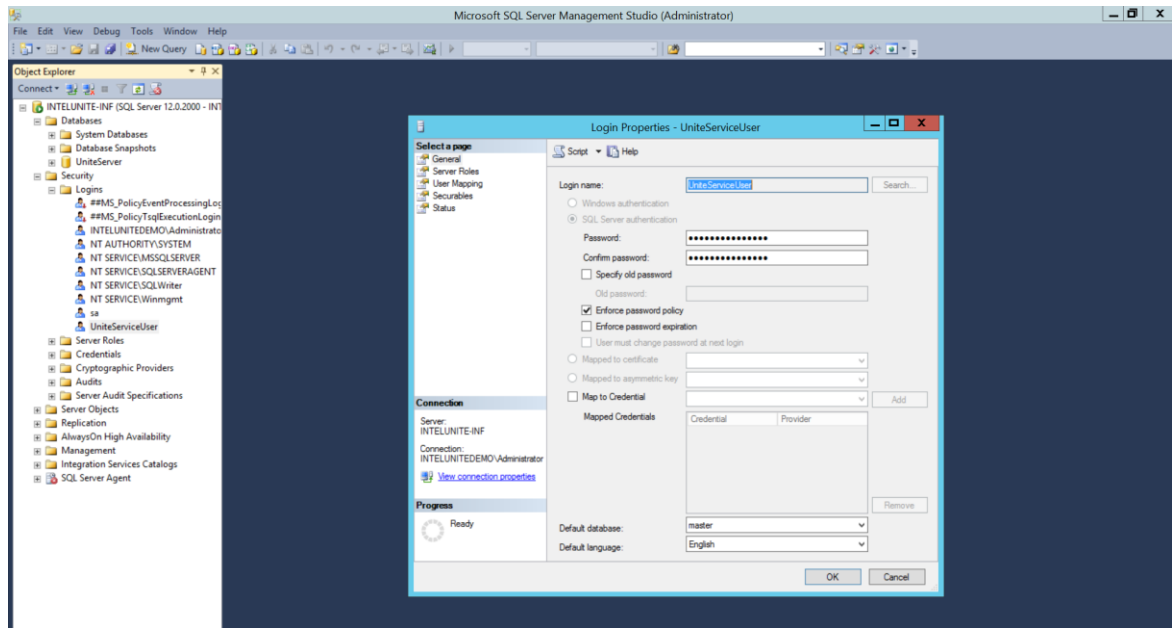 Microsoft SQL Server Management Studio (Administrator)
File Edit View Debug Tools Window Help
New Query
Object Explorer
Connect
INTELUNITE-INF (SQL Server 12.0.2000 - INT
Databases
System Databases
Database Snapshots
UniteServer
Security
Logins
##MS_PolicyEventProcessingLog
##MS_PolicyTsqlExecutionLogin
INTELUNITEDEMO\Administrato
NT AUTHORITY\SYSTEM
NT SERVICE\MSSQLSERVER
NT SERVICE\SQLSERVERAGENT
NT SERVICE\SQLWriter
NT SERVICE\Winmgmt
sa
UniteServiceUser
Server Roles
Credentials
Cryptographic Providers
Audits
Server Audit Specifications
Server Objects
Replication
AlwaysOn High Availability
Management
Integration Services Catalogs
SQL Server Agent
Login Properties - UniteServiceUser
Select a page
General
Server Roles
User Mapping
Securables
Status
Connection
Server:
INTELUNITE-INF
Connection:
INTELUNITEDEMO\Administrator
View connection properties
Progress
Ready
Script Help
Login name: UniteServiceUser Search...
Windows authentication
SQL Server authentication
Password: •••••••••••••••
Confirm password: •••••••••••••••
Specify old password
Old password:
Enforce password policy
Enforce password expiration
User must change password at next login
Mapped to certificate
Mapped to asymmetric key
Map to Credential Add
Mapped Credentials Credential Provider
Remove
Default database: master
Default language: English
OK Cancel